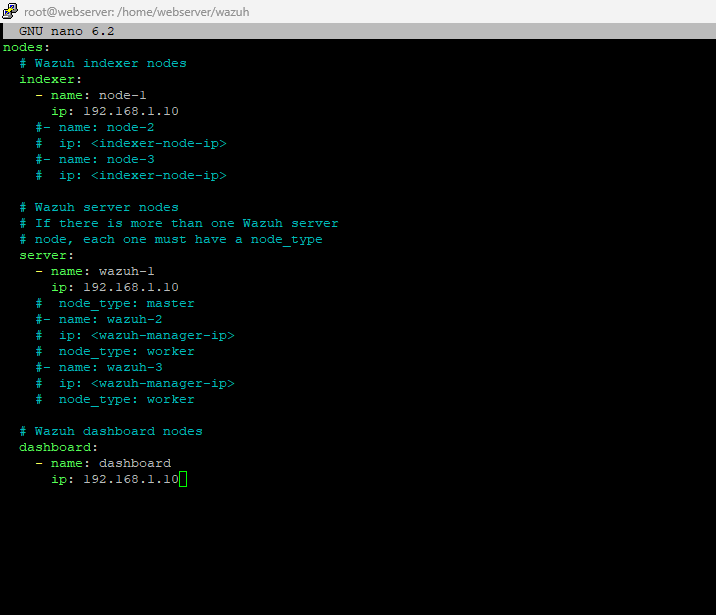 root@webserver: /home/webserver/wazuh
GNU nano 6.2
nodes:
  # Wazuh indexer nodes
  indexer:
    - name: node-1
      ip: 192.168.1.10
    #- name: node-2
    #  ip: <indexer-node-ip>
    #- name: node-3
    #  ip: <indexer-node-ip>

  # Wazuh server nodes
  # If there is more than one Wazuh server
  # node, each one must have a node_type
  server:
    - name: wazuh-1
      ip: 192.168.1.10
    #  node_type: master
    #- name: wazuh-2
    #  ip: <wazuh-manager-ip>
    #  node_type: worker
    #- name: wazuh-3
    #  ip: <wazuh-manager-ip>
    #  node_type: worker

  # Wazuh dashboard nodes
  dashboard:
    - name: dashboard
      ip: 192.168.1.10